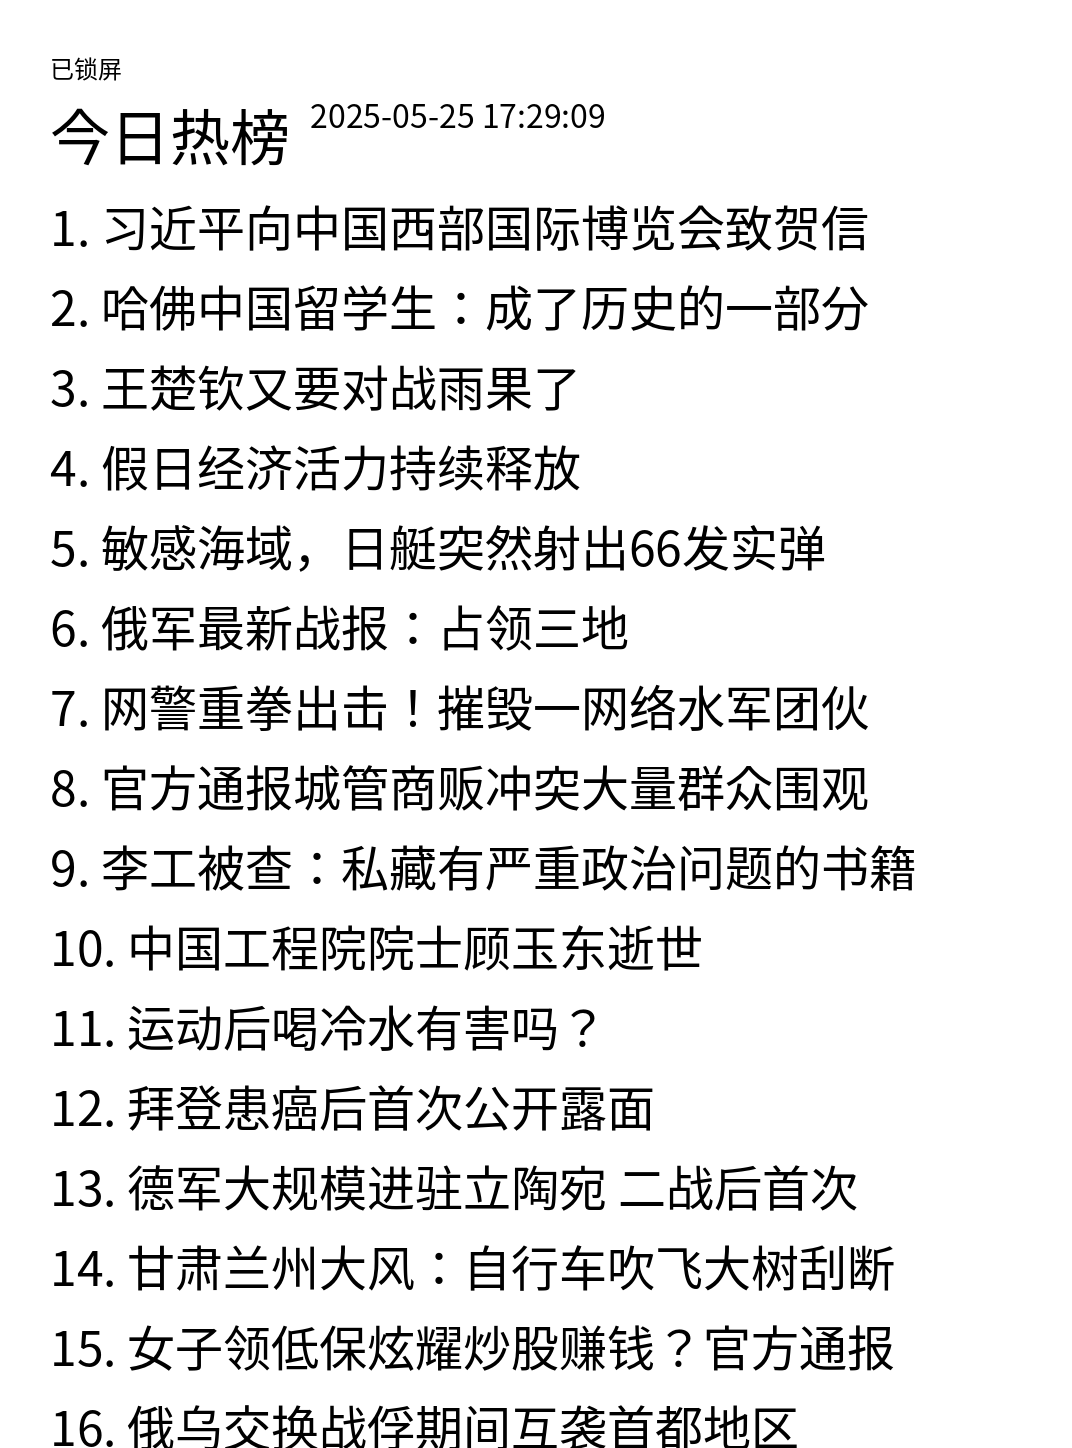 已锁屏
今日热榜 2025-05-25 17:29:09
1. 习近平向中国西部国际博览会致贺信
2. 哈佛中国留学生：成了历史的一部分
3. 王楚钦又要对战雨果了
4. 假日经济活力持续释放
5. 敏感海域，日艇突然射出66发实弹
6. 俄军最新战报：占领三地
7. 网警重拳出击！摧毁一网络水军团伙
8. 官方通报城管商贩冲突大量群众围观
9. 李工被查：私藏有严重政治问题的书籍
10. 中国工程院院士顾玉东逝世
11. 运动后喝冷水有害吗？
12. 拜登患癌后首次公开露面
13. 德军大规模进驻立陶宛 二战后首次
14. 甘肃兰州大风：自行车吹飞大树刮断
15. 女子领低保炫耀炒股赚钱？官方通报
16. 俄乌交换战俘期间互袭首都地区